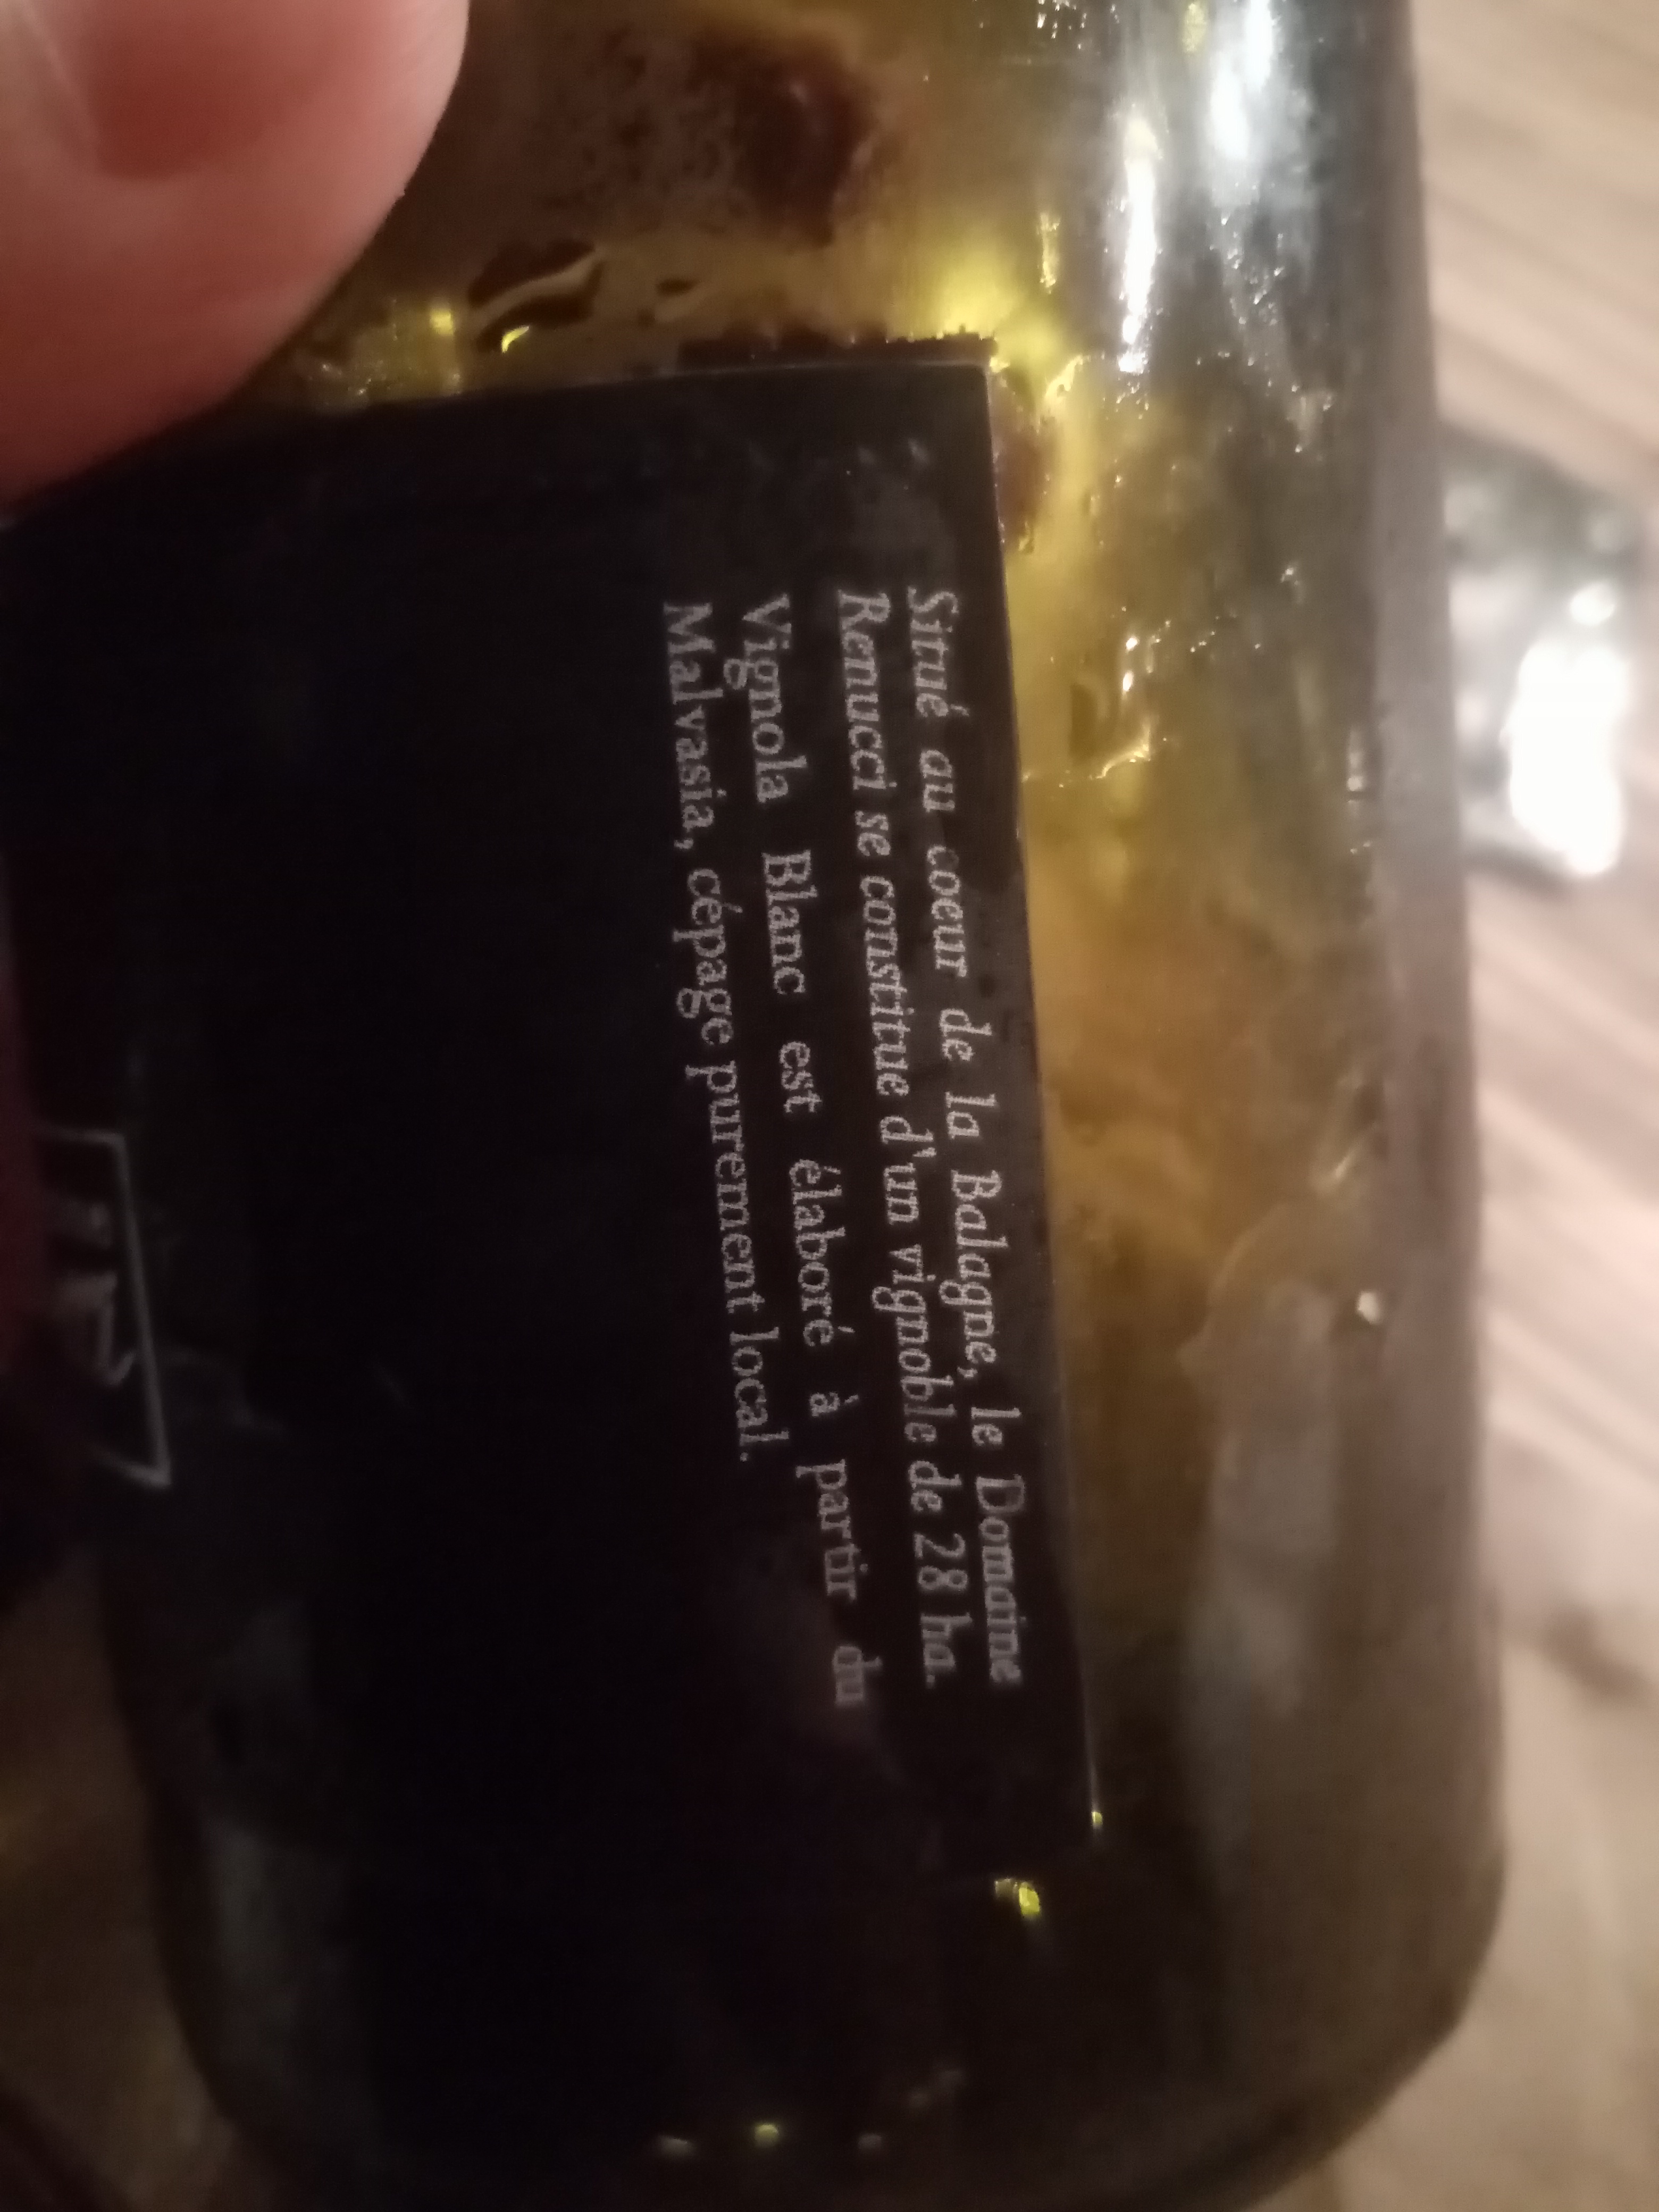 Situé au coeur de la Balagne, le Domaine
Renucci se constitue d'un vignoble de 28 ha.
Vignola Blanc est élaboré à partir du
Malvasia, cépage purement local.